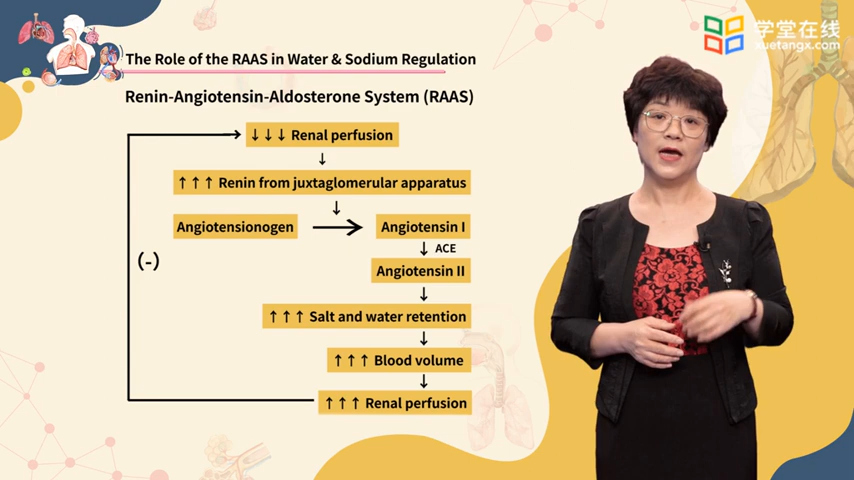 学堂在线
xuetangx.com
The Role of the RAAS in Water & Sodium Regulation
Renin-Angiotensin-Aldosterone System (RAAS)
↓↓↓ Renal perfusion
↓
↑↑↑ Renin from juxtaglomerular apparatus
↓
Angiotensionogen → Angiotensin I
↓ ACE
(-)
Angiotensin II
↓
↑↑↑ Salt and water retention
↓
↑↑↑ Blood volume
↓
↑↑↑ Renal perfusion